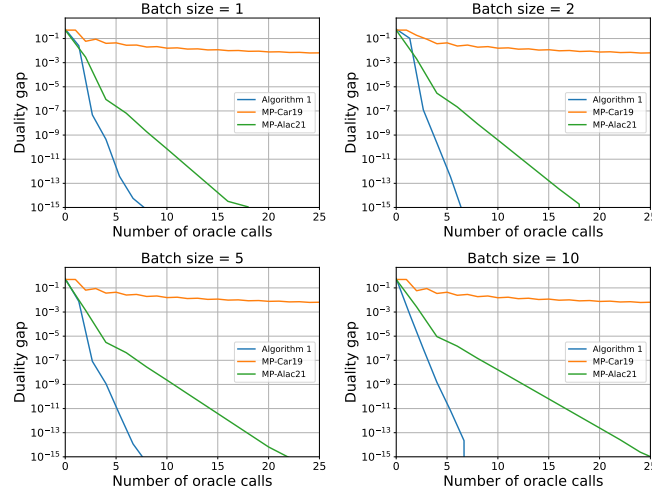 Batch size = 1
Duality gap
10⁻¹
10⁻³
10⁻⁵
10⁻⁷
10⁻⁹
10⁻¹¹
10⁻¹³
10⁻¹⁵
Algorithm 1
MP-Car19
MP-Alac21
0 5 10 15 20 25
Number of oracle calls
Batch size = 2
Duality gap
10⁻¹
10⁻³
10⁻⁵
10⁻⁷
10⁻⁹
10⁻¹¹
10⁻¹³
10⁻¹⁵
Algorithm 1
MP-Car19
MP-Alac21
0 5 10 15 20 25
Number of oracle calls
Batch size = 5
Duality gap
10⁻¹
10⁻³
10⁻⁵
10⁻⁷
10⁻⁹
10⁻¹¹
10⁻¹³
10⁻¹⁵
Algorithm 1
MP-Car19
MP-Alac21
0 5 10 15 20 25
Number of oracle calls
Batch size = 10
Duality gap
10⁻¹
10⁻³
10⁻⁵
10⁻⁷
10⁻⁹
10⁻¹¹
10⁻¹³
10⁻¹⁵
Algorithm 1
MP-Car19
MP-Alac21
0 5 10 15 20 25
Number of oracle calls